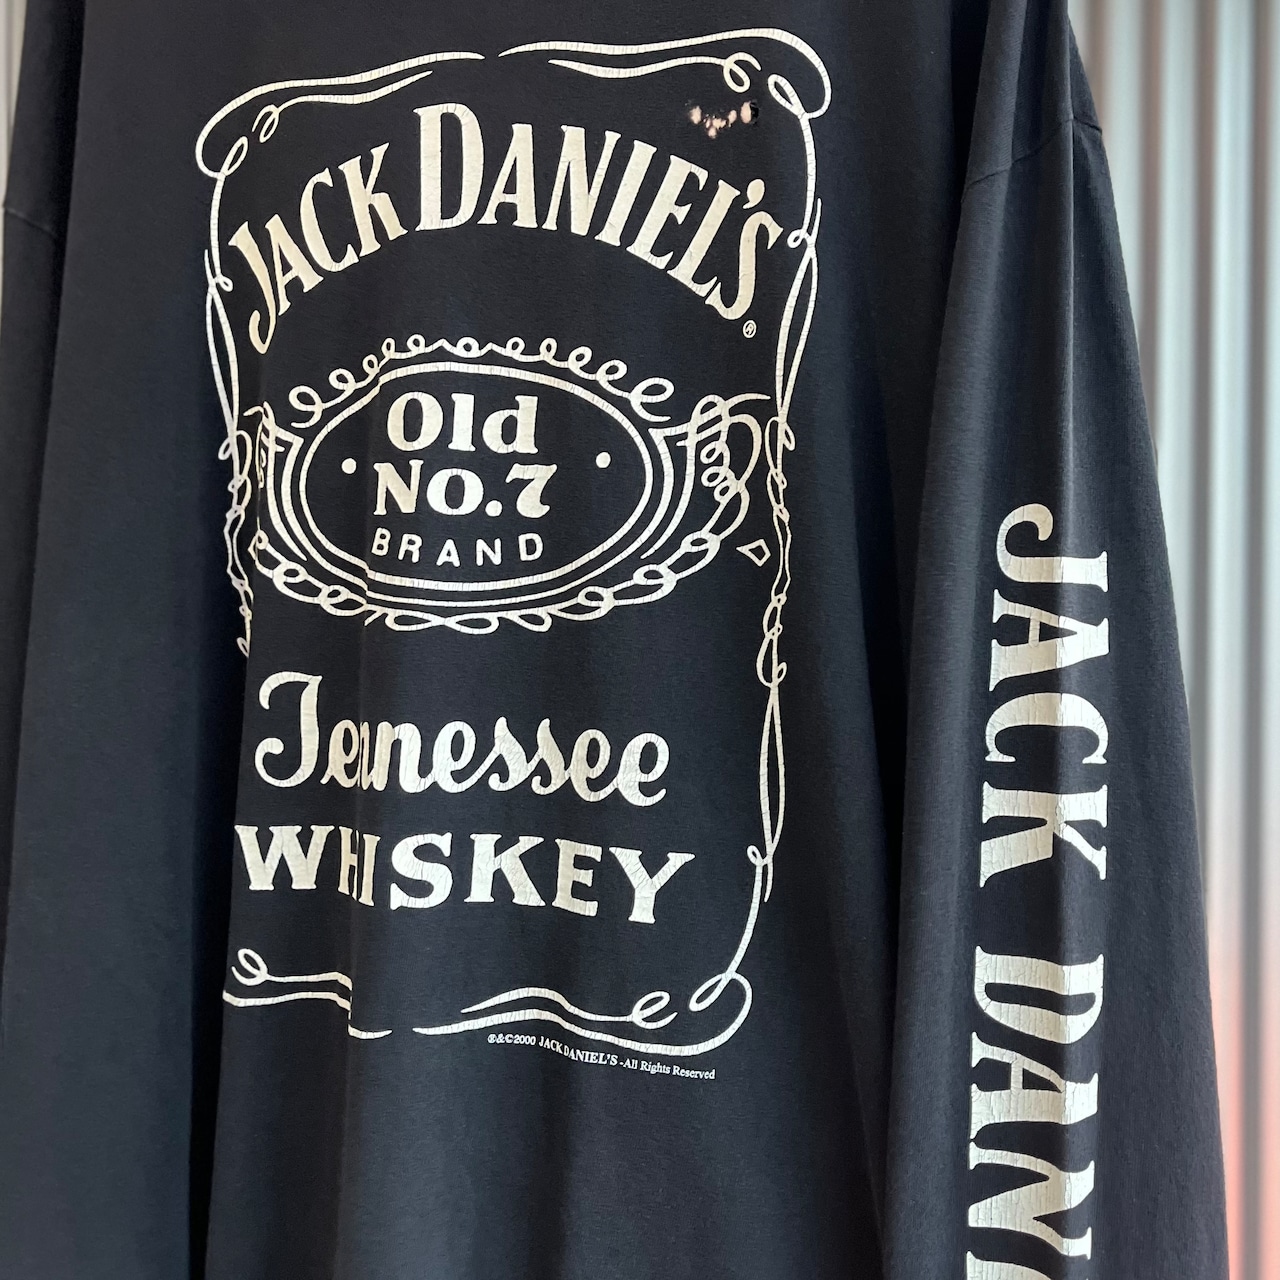 JACK DANIEL'S
®
Old
· No.7 ·
BRAND
Tennessee
WHISKEY
®&©2000 JACK DANIEL'S -All Rights Reserved
JACK DAN